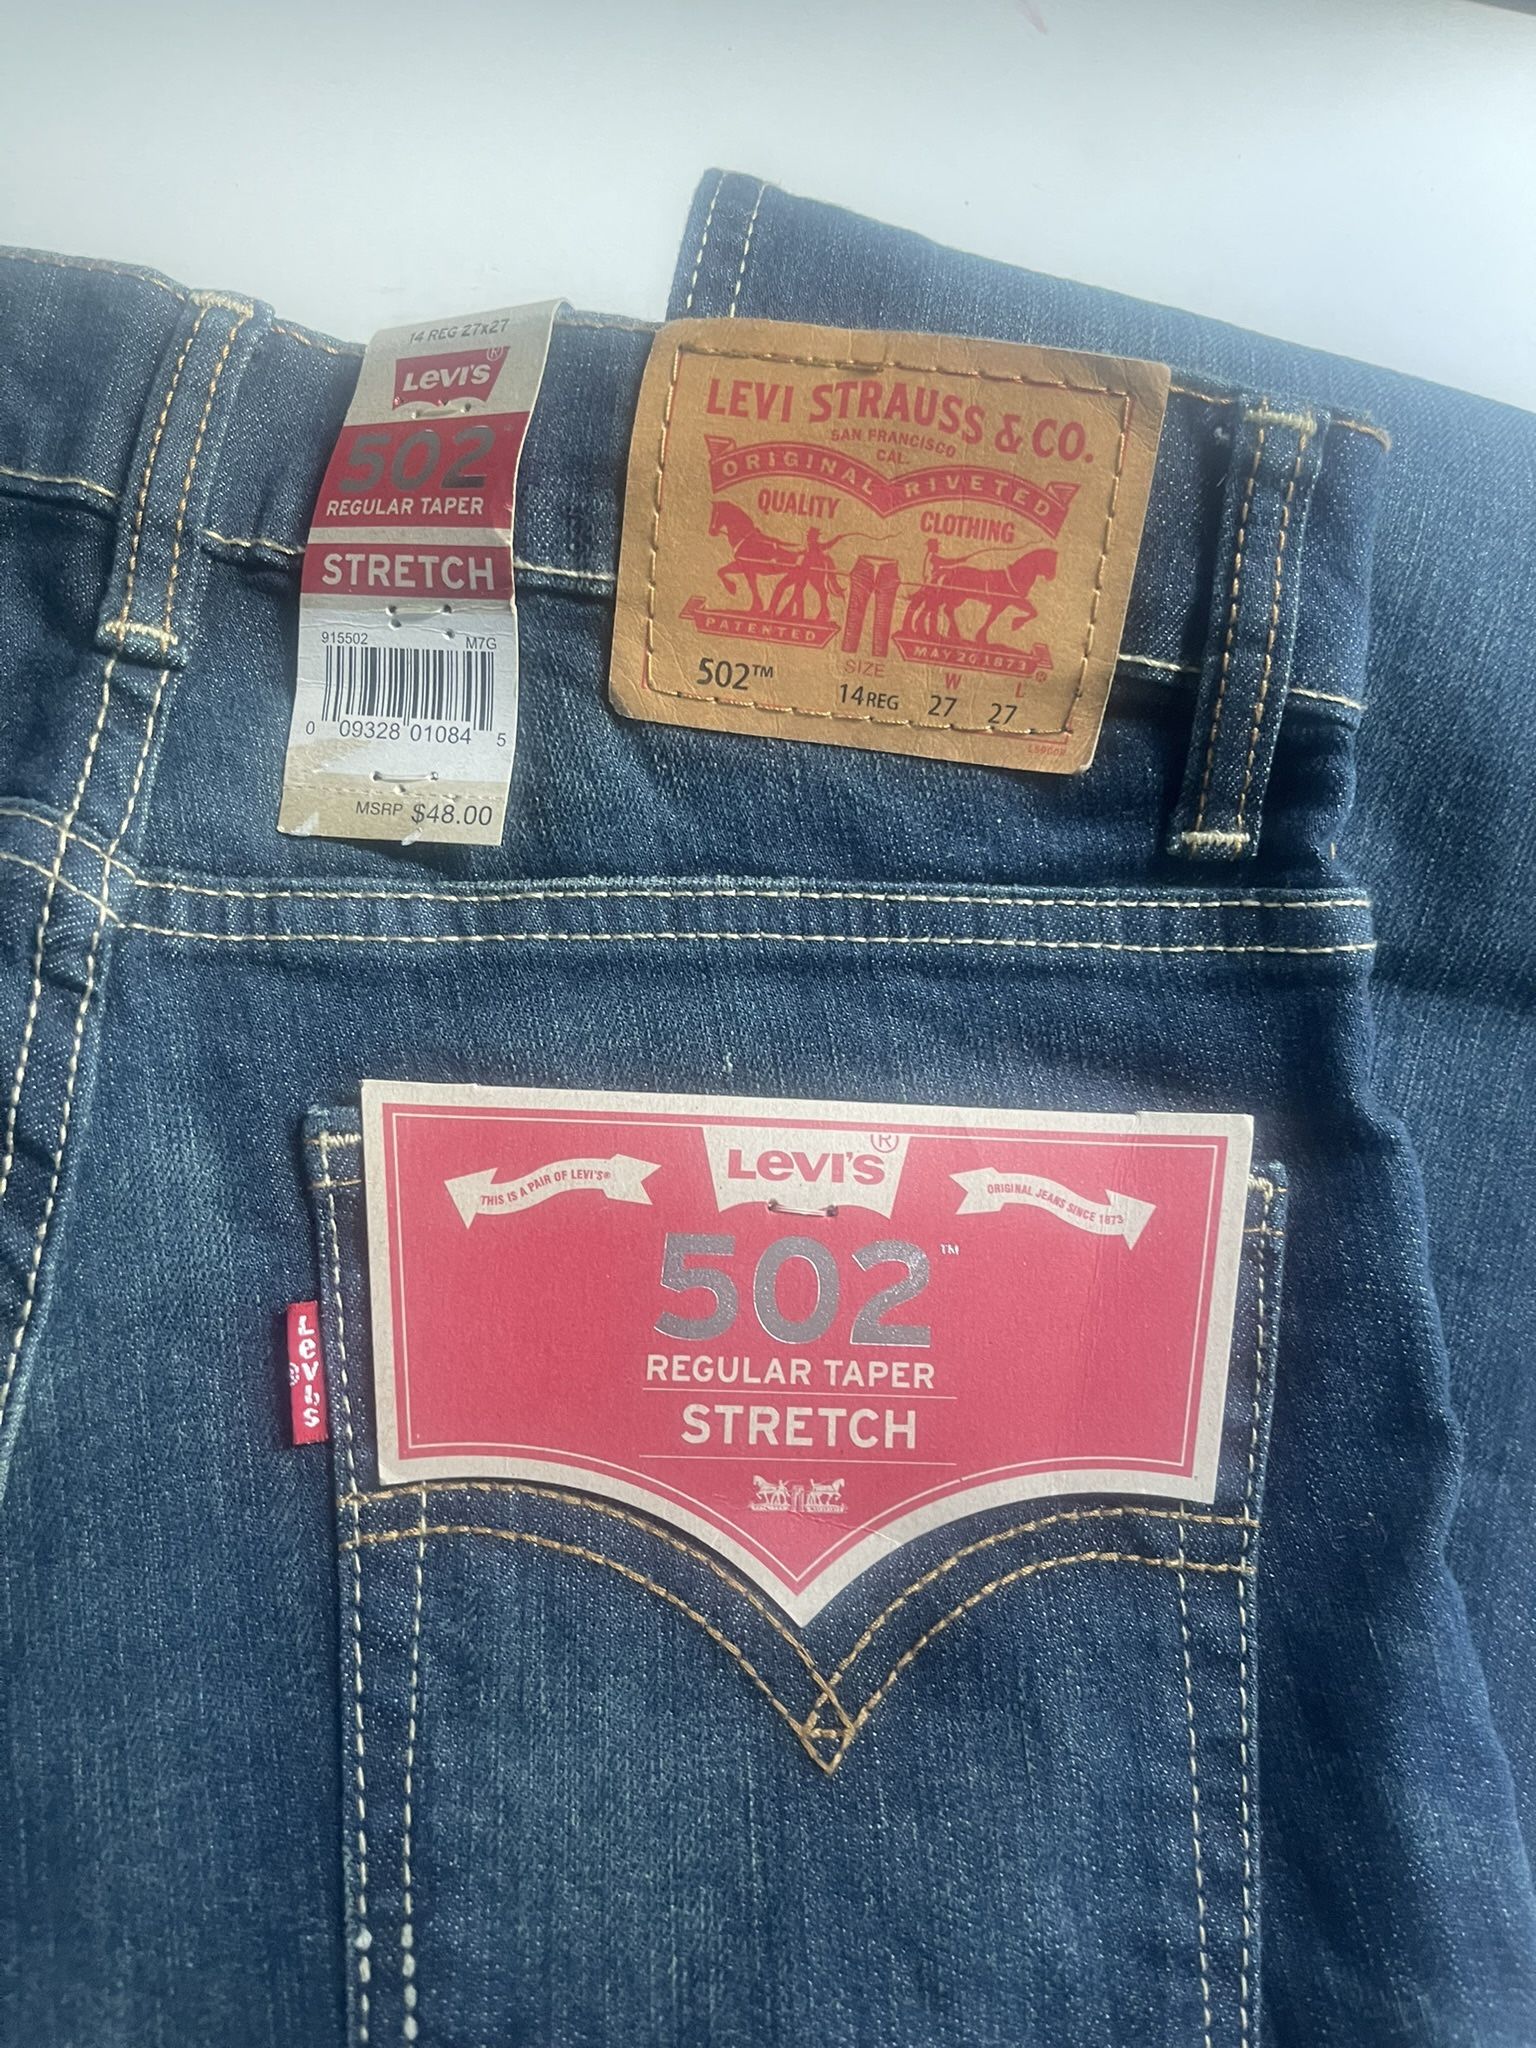 14 REG 27x27
Levi's®
502™
REGULAR TAPER
STRETCH
915502 M7G
0 09328 01084 5
MSRP $48.00
LEVI STRAUSS & CO.
SAN FRANCISCO
CAL.
ORIGINAL RIVETED
QUALITY CLOTHING
PATENTED MAY 20 1873 ®
SIZE W L
502™ 14REG 27 27
Levi's®
THIS IS A PAIR OF LEVI'S®
ORIGINAL JEANS SINCE 1873
502™
REGULAR TAPER
STRETCH
Levi's®